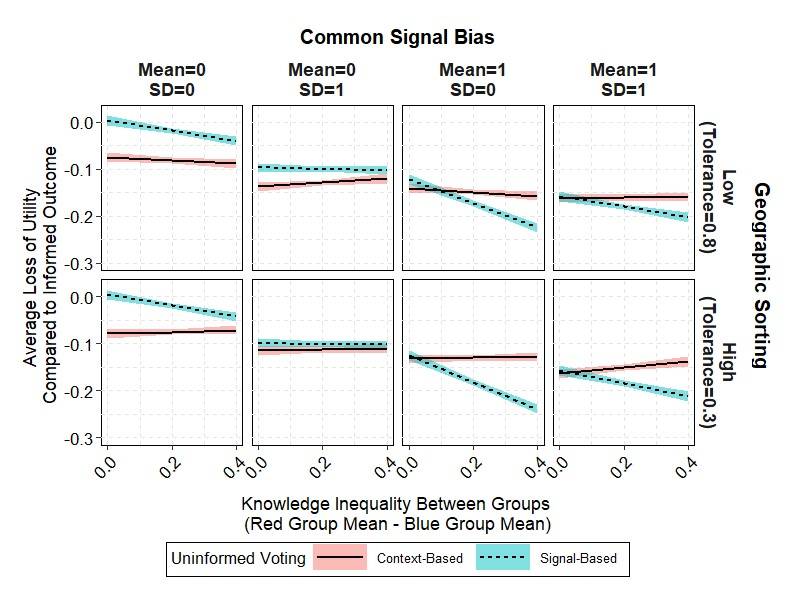 Common Signal Bias
Mean=0 Mean=0 Mean=1 Mean=1
SD=0 SD=1 SD=0 SD=1
0.0
-0.1
-0.2
-0.3
Low
(Tolerance=0.8)
0.0
-0.1
-0.2
-0.3
High
(Tolerance=0.3)
Geographic Sorting
Average Loss of Utility
Compared to Informed Outcome
0.0 0.2 0.4 0.0 0.2 0.4 0.0 0.2 0.4 0.0 0.2 0.4
Knowledge Inequality Between Groups
(Red Group Mean - Blue Group Mean)
Uninformed Voting Context-Based Signal-Based